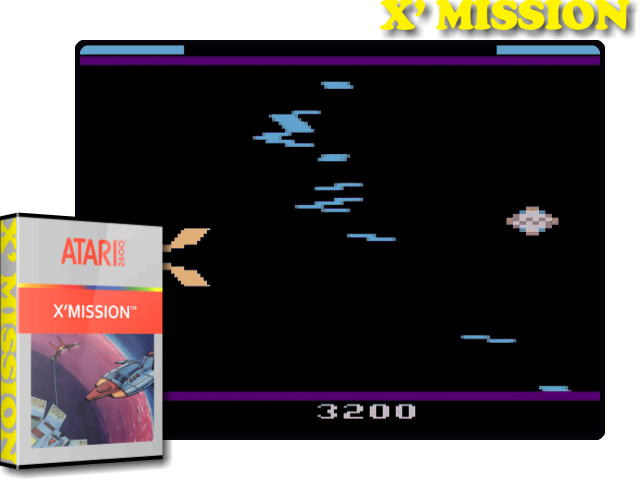 X' MISSION
ATARI
2600
X'MISSION™
X' MISSION
3200